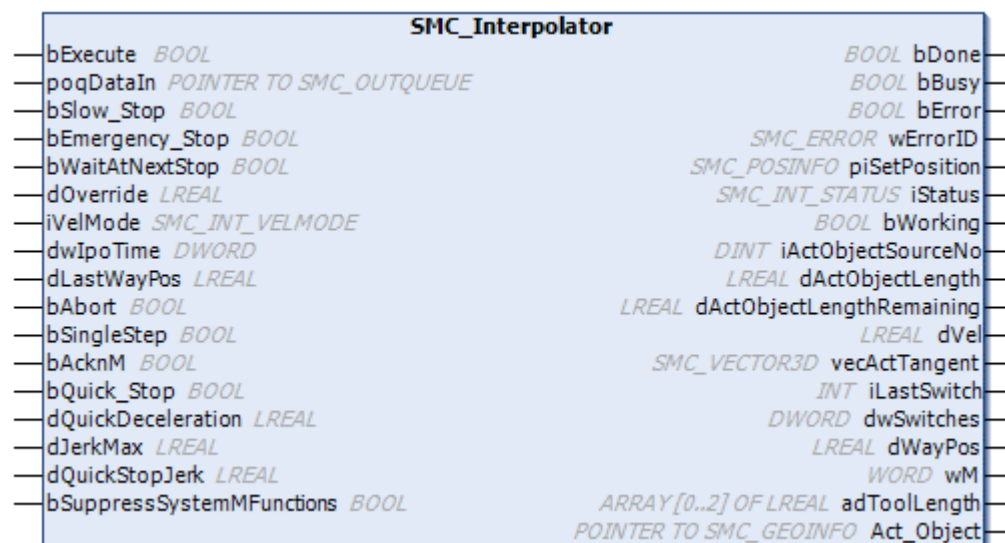 SMC_Interpolator
bExecute BOOL BOOL bDone
poqDataIn POINTER TO SMC_OUTQUEUE BOOL bBusy
bSlow_Stop BOOL BOOL bError
bEmergency_Stop BOOL SMC_ERROR wErrorID
bWaitAtNextStop BOOL SMC_POSINFO piSetPosition
dOverride LREAL SMC_INT_STATUS iStatus
iVelMode SMC_INT_VELMODE BOOL bWorking
dwIpoTime DWORD DINT iActObjectSourceNo
dLastWayPos LREAL LREAL dActObjectLength
bAbort BOOL LREAL dActObjectLengthRemaining
bSingleStep BOOL LREAL dVel
bAcknM BOOL SMC_VECTOR3D vecActTangent
bQuick_Stop BOOL INT iLastSwitch
dQuickDeceleration LREAL DWORD dwSwitches
dJerkMax LREAL LREAL dWayPos
dQuickStopJerk LREAL WORD wM
bSuppressSystemMFunctions BOOL ARRAY [0..2] OF LREAL adToolLength
POINTER TO SMC_GEOINFO Act_Object